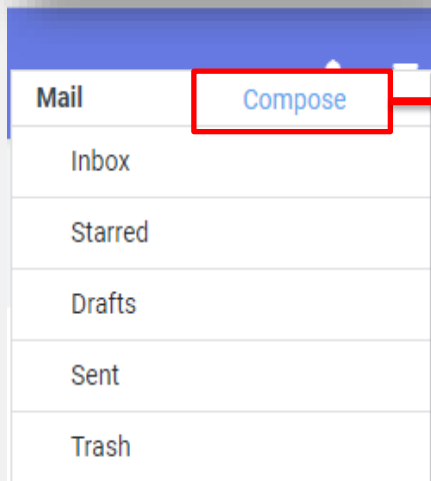 Mail Compose
Inbox
Starred
Drafts
Sent
Trash